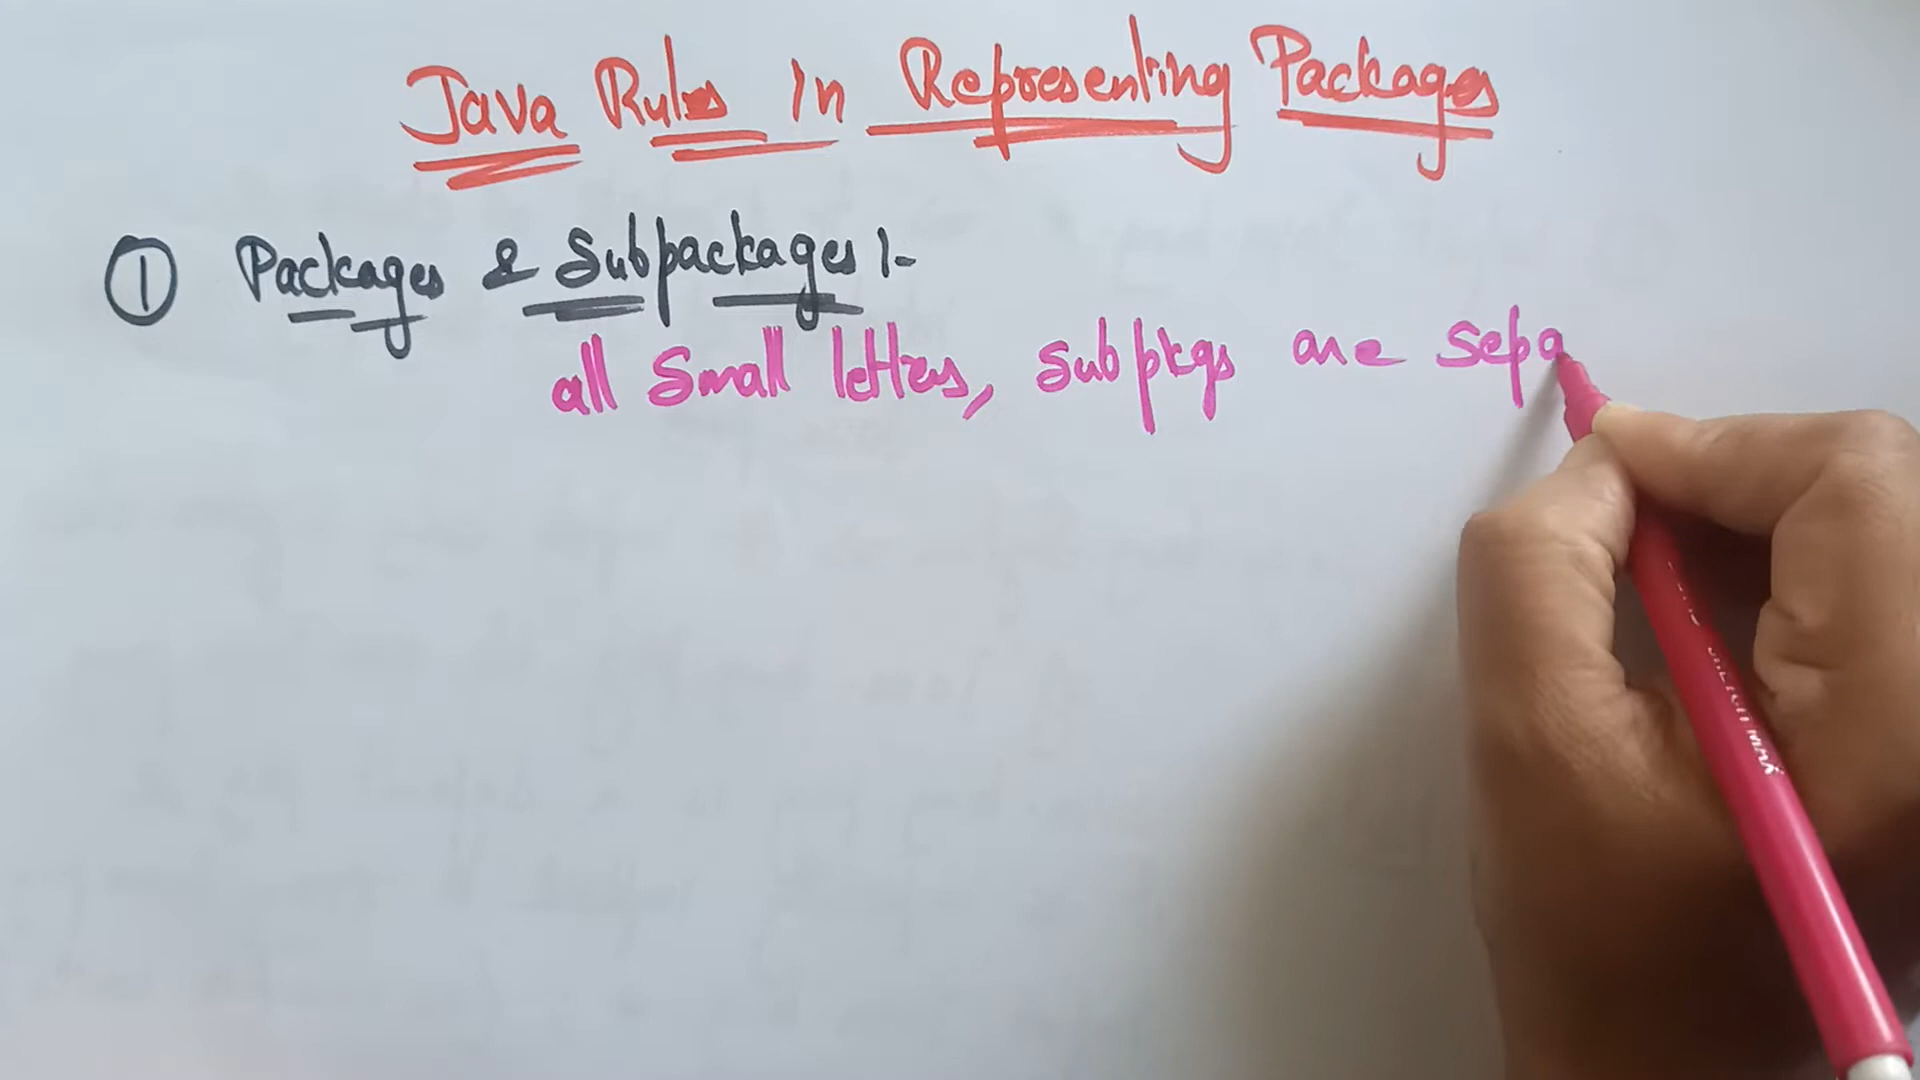 Java Rules in Representing Packages
① Packages & Subpackages :-
all small letters, subpkgs are sepa